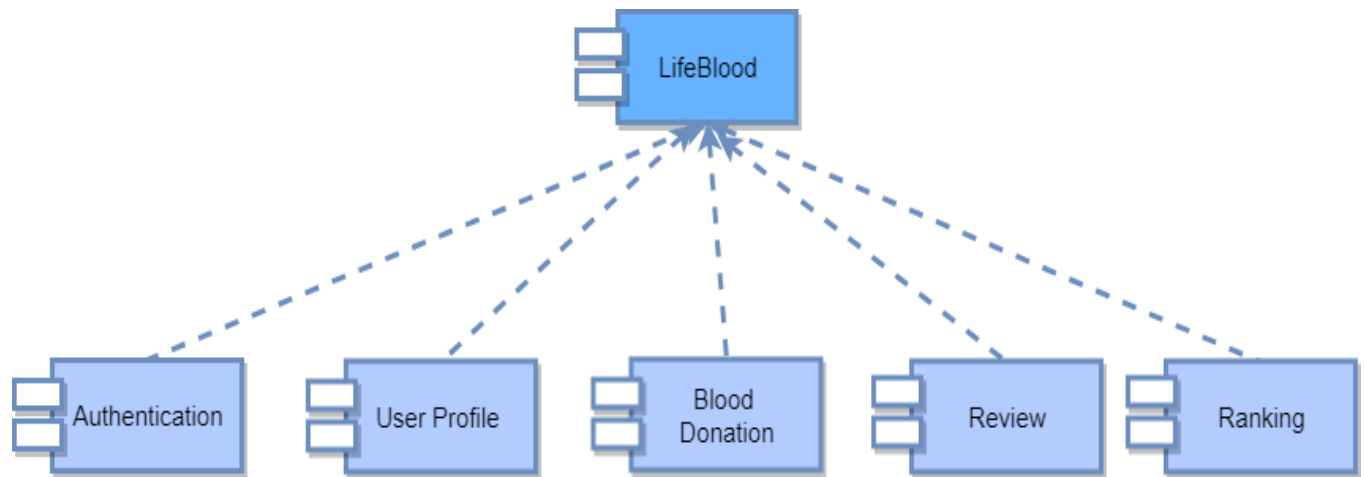 LifeBlood
Authentication
User Profile
Blood
Donation
Review
Ranking